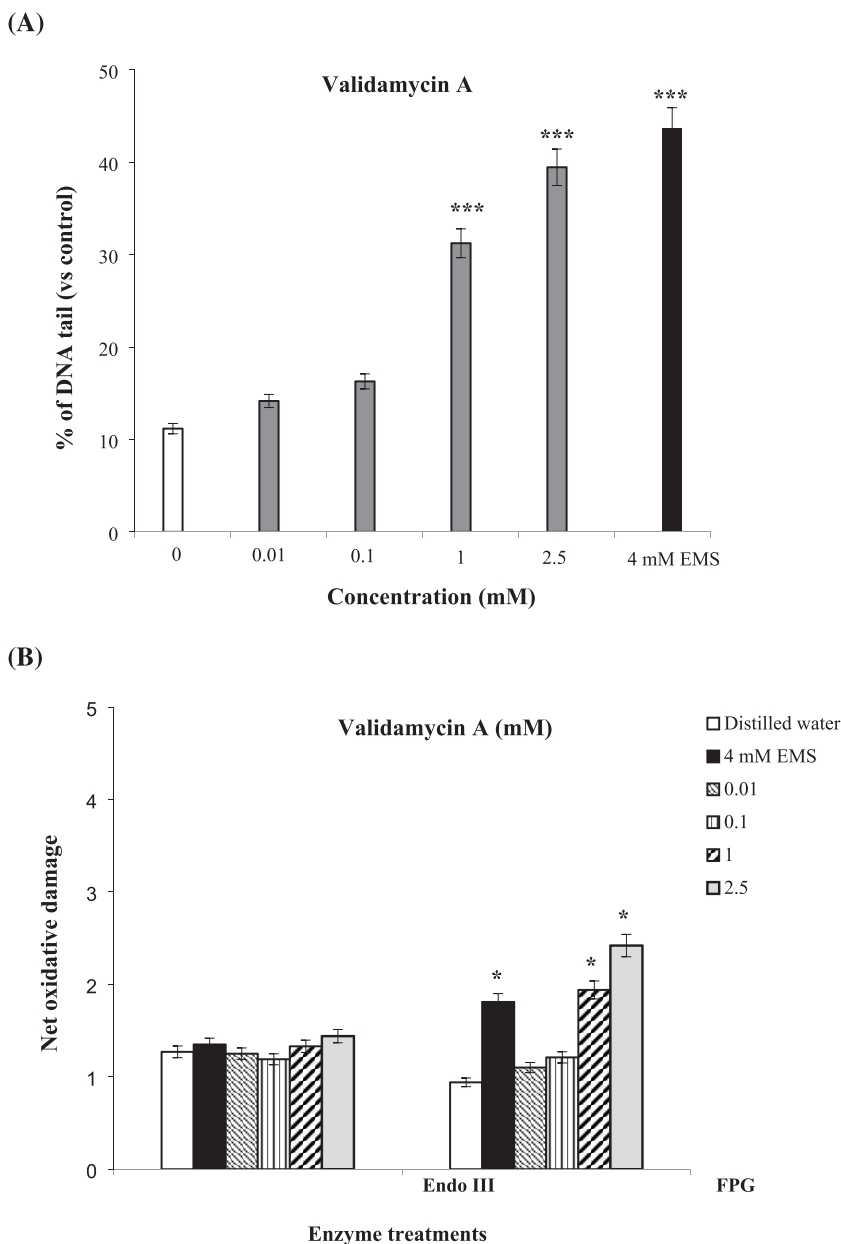 (A)
Validamycin A
% of DNA tail (vs control)
50
40
30
20
10
0
***
***
***
0 0.01 0.1 1 2.5 4 mM EMS
Concentration (mM)
(B)
Validamycin A (mM)
Net oxidative damage
5
4
3
2
1
0
*
*
*
Distilled water
4 mM EMS
0.01
0.1
1
2.5
Endo III FPG
Enzyme treatments